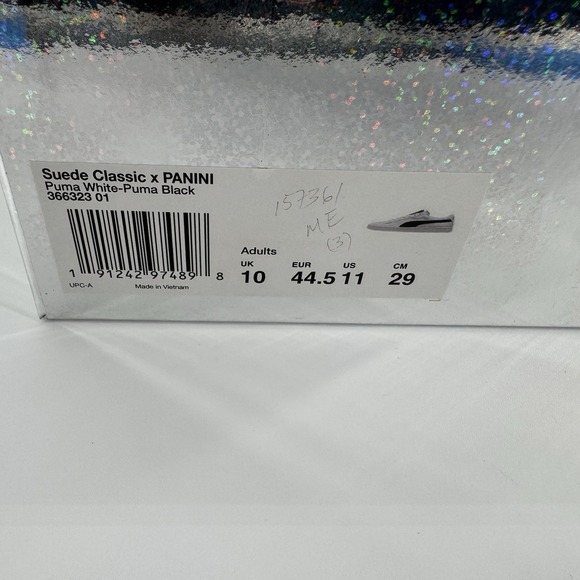 Suede Classic x PANINI
Puma White-Puma Black
366323 01
157361
ME
(3)
Adults
UK EUR US CM
10 44.5 11 29
1 91242 97489 8
UPC-A Made in Vietnam